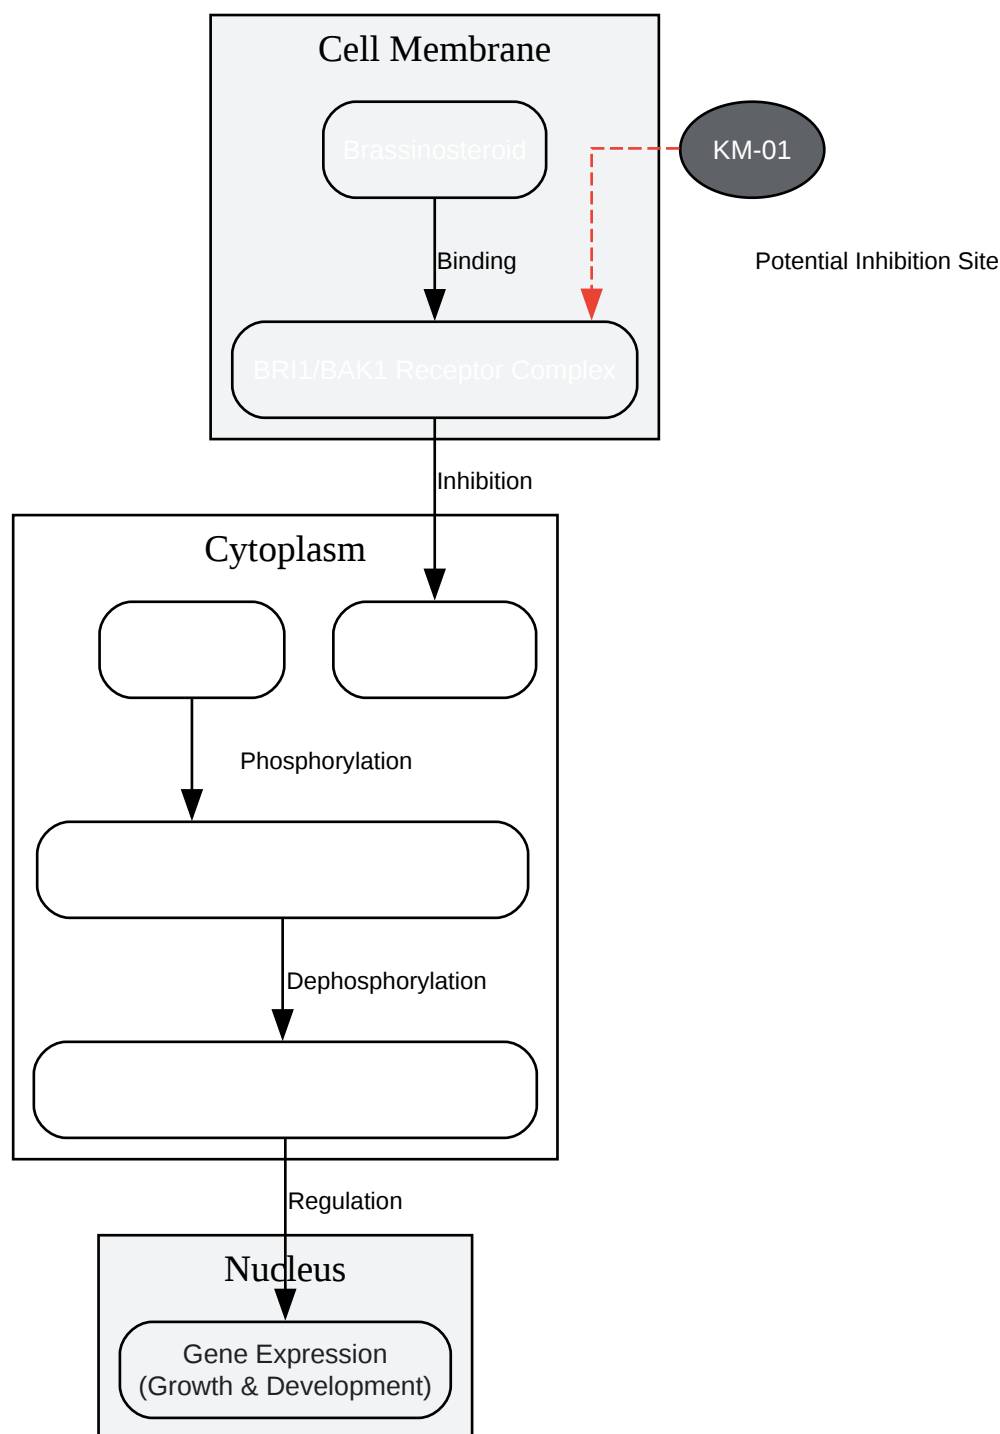 Cell Membrane
Brassinosteroid
KM-01
Binding
Potential Inhibition Site
BRI1/BAK1 Receptor Complex
Inhibition
Cytoplasm
Phosphorylation
Dephosphorylation
Regulation
Nucleus
Gene Expression
(Growth & Development)